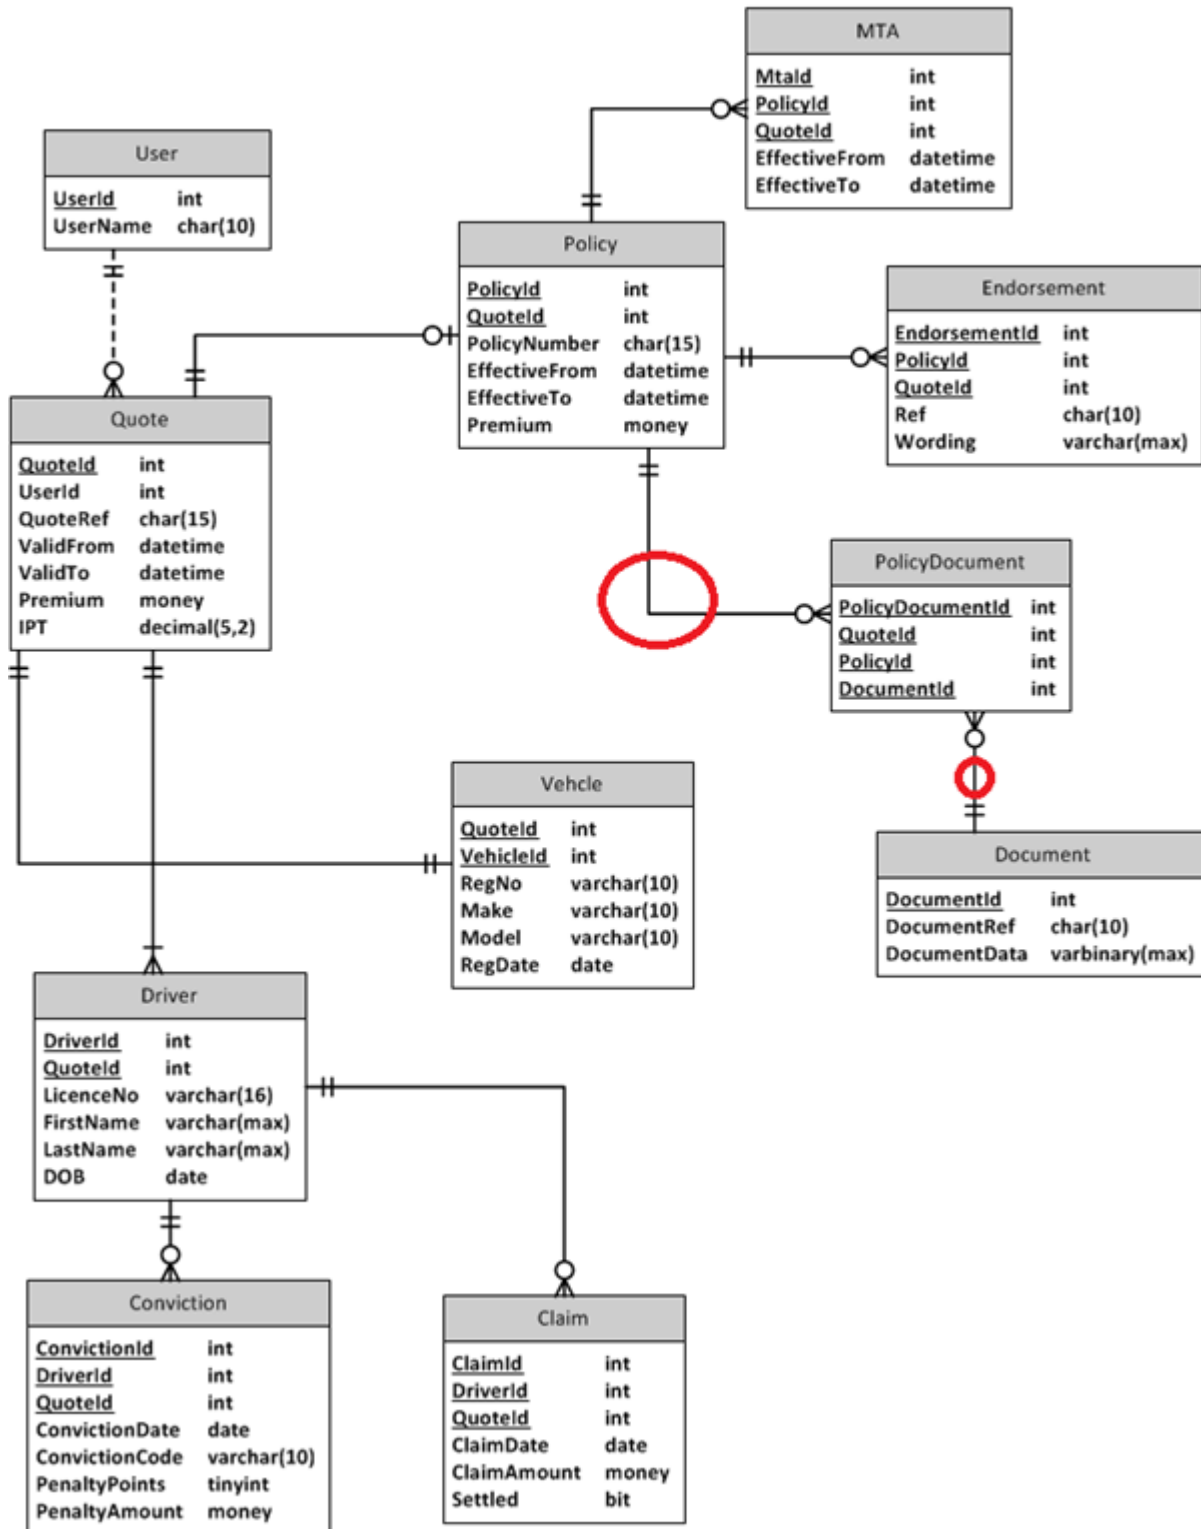 MTA
MtaId int
PolicyId int
QuoteId int
EffectiveFrom datetime
EffectiveTo datetime
User
UserId int
UserName char(10)
Policy
PolicyId int
QuoteId int
PolicyNumber char(15)
EffectiveFrom datetime
EffectiveTo datetime
Premium money
Endorsement
EndorsementId int
PolicyId int
QuoteId int
Ref char(10)
Wording varchar(max)
Quote
QuoteId int
UserId int
QuoteRef char(15)
ValidFrom datetime
ValidTo datetime
Premium money
IPT decimal(5,2)
PolicyDocument
PolicyDocumentId int
QuoteId int
PolicyId int
DocumentId int
Vehcle
QuoteId int
VehicleId int
RegNo varchar(10)
Make varchar(10)
Model varchar(10)
RegDate date
Document
DocumentId int
DocumentRef char(10)
DocumentData varbinary(max)
Driver
DriverId int
QuoteId int
LicenceNo varchar(16)
FirstName varchar(max)
LastName varchar(max)
DOB date
Conviction
ConvictionId int
DriverId int
QuoteId int
ConvictionDate date
ConvictionCode varchar(10)
PenaltyPoints tinyint
PenaltyAmount money
Claim
ClaimId int
DriverId int
QuoteId int
ClaimDate date
ClaimAmount money
Settled bit